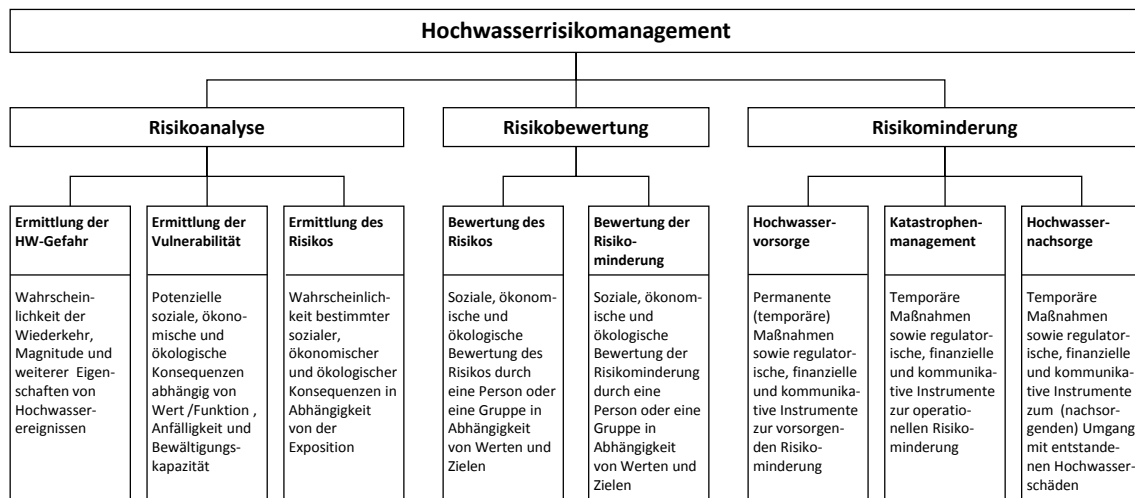 Hochwasserrisikomanagement
Risikoanalyse
Risikobewertung
Risikominderung
Ermittlung der
HW-Gefahr
Wahrschein-
lichkeit der
Wiederkehr,
Magnitude und
weiterer Eigen-
schaften von
Hochwasser-
ereignissen
Ermittlung der
Vulnerabilität
Potenzielle
soziale, ökono-
mische und
ökologische
Konsequenzen
abhängig von
Wert /Funktion ,
Anfälligkeit und
Bewältigungs-
kapazität
Ermittlung des
Risikos
Wahrscheinlich-
keit bestimmter
sozialer,
ökonomischer
und ökologischer
Konsequenzen in
Abhängigkeit
von der
Exposition
Bewertung des
Risikos
Soziale, ökonom-
ische und
ökologische
Bewertung des
Risikos durch
eine Person oder
eine Gruppe in
Abhängigkeit
von Werten und
Zielen
Bewertung der
Risiko-
minderung
Soziale, ökonom-
ische und
ökologische
Bewertung der
Risikominderung
durch eine
Person oder eine
Gruppe in
Abhängigkeit
von Werten und
Zielen
Hochwasser-
vorsorge
Permanente
(temporäre)
Maßnahmen
sowie regulator-
ische, finanzielle
und kommunika-
tive Instrumente
zur vorsorgen-
den Risiko-
minderung
Katastrophen-
management
Temporäre
Maßnahmen
sowie regulator-
ische, finanzielle
und kommunika-
tive Instrumente
zur operatio-
nellen Risiko-
minderung
Hochwasser-
nachsorge
Temporäre
Maßnahmen
sowie regulator-
ische, finanzielle
und kommunika-
tive Instrumente
zum (nachsor-
genden) Umgang
mit entstande-
nen Hochwasser-
schäden